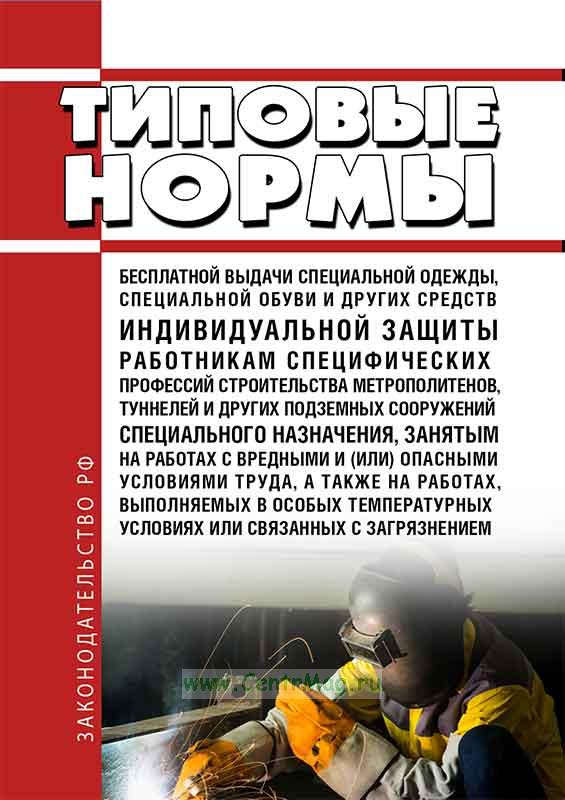 ТИПОВЫЕ
НОРМЫ
БЕСПЛАТНОЙ ВЫДАЧИ СПЕЦИАЛЬНОЙ ОДЕЖДЫ,
СПЕЦИАЛЬНОЙ ОБУВИ И ДРУГИХ СРЕДСТВ
ИНДИВИДУАЛЬНОЙ ЗАЩИТЫ
РАБОТНИКАМ СПЕЦИФИЧЕСКИХ
ПРОФЕССИЙ СТРОИТЕЛЬСТВА МЕТРОПОЛИТЕНОВ,
ТУННЕЛЕЙ И ДРУГИХ ПОДЗЕМНЫХ СООРУЖЕНИЙ
СПЕЦИАЛЬНОГО НАЗНАЧЕНИЯ, ЗАНЯТЫМ
НА РАБОТАХ С ВРЕДНЫМИ И (ИЛИ) ОПАСНЫМИ
УСЛОВИЯМИ ТРУДА, А ТАКЖЕ НА РАБОТАХ,
ВЫПОЛНЯЕМЫХ В ОСОБЫХ ТЕМПЕРАТУРНЫХ
УСЛОВИЯХ ИЛИ СВЯЗАННЫХ С ЗАГРЯЗНЕНИЕМ
ЗАКОНОДАТЕЛЬСТВО РФ
www.CentrMag.ru